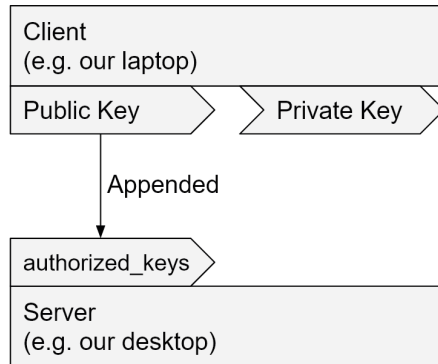 Client
(e.g. our laptop)
Public Key
Private Key
Appended
authorized_keys
Server
(e.g. our desktop)